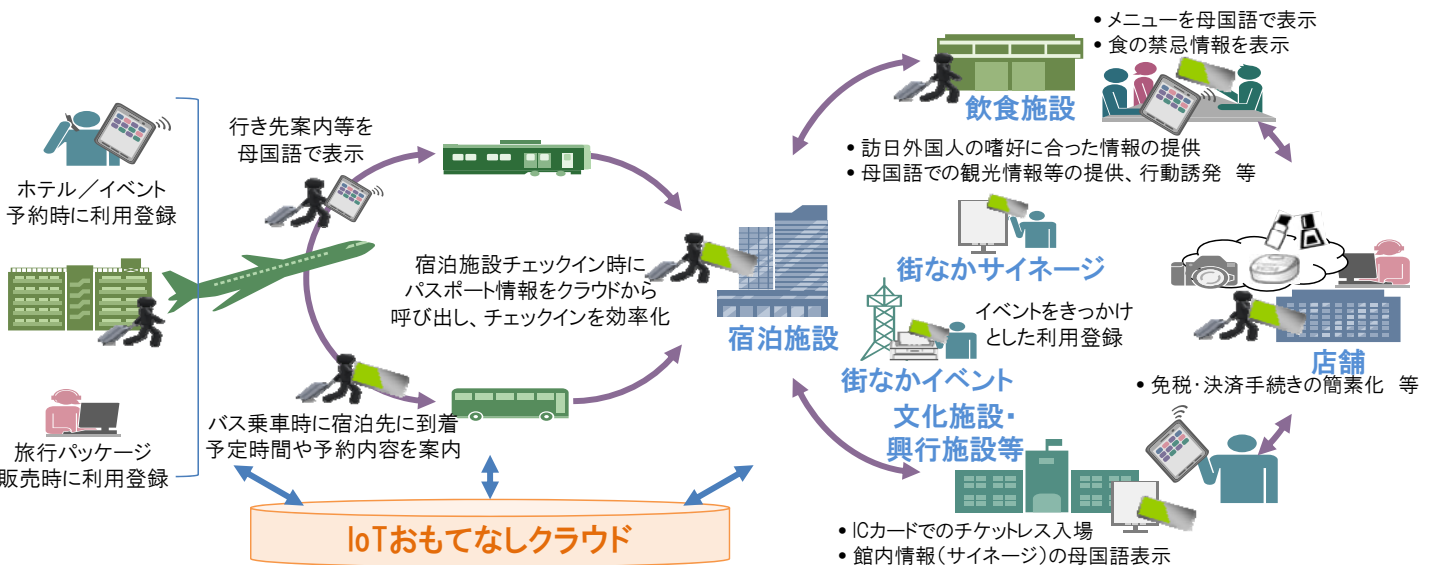 ホテル／イベント
予約時に利用登録
旅行パッケージ
販売時に利用登録
行き先案内等を
母国語で表示
宿泊施設チェックイン時に
パスポート情報をクラウドから
呼び出し、チェックインを効率化
バス乗車時に宿泊先に到着
予定時間や予約内容を案内
IoTおもてなしクラウド
宿泊施設
• メニューを母国語で表示
• 食の禁忌情報を表示
飲食施設
• 訪日外国人の嗜好に合った情報の提供
• 母国語での観光情報等の提供、行動誘発 等
街なかサイネージ
イベントをきっかけ
とした利用登録
街なかイベント
店舗
• 免税・決済手続きの簡素化 等
文化施設・
興行施設等
• ICカードでのチケットレス入場
• 館内情報（サイネージ）の母国語表示